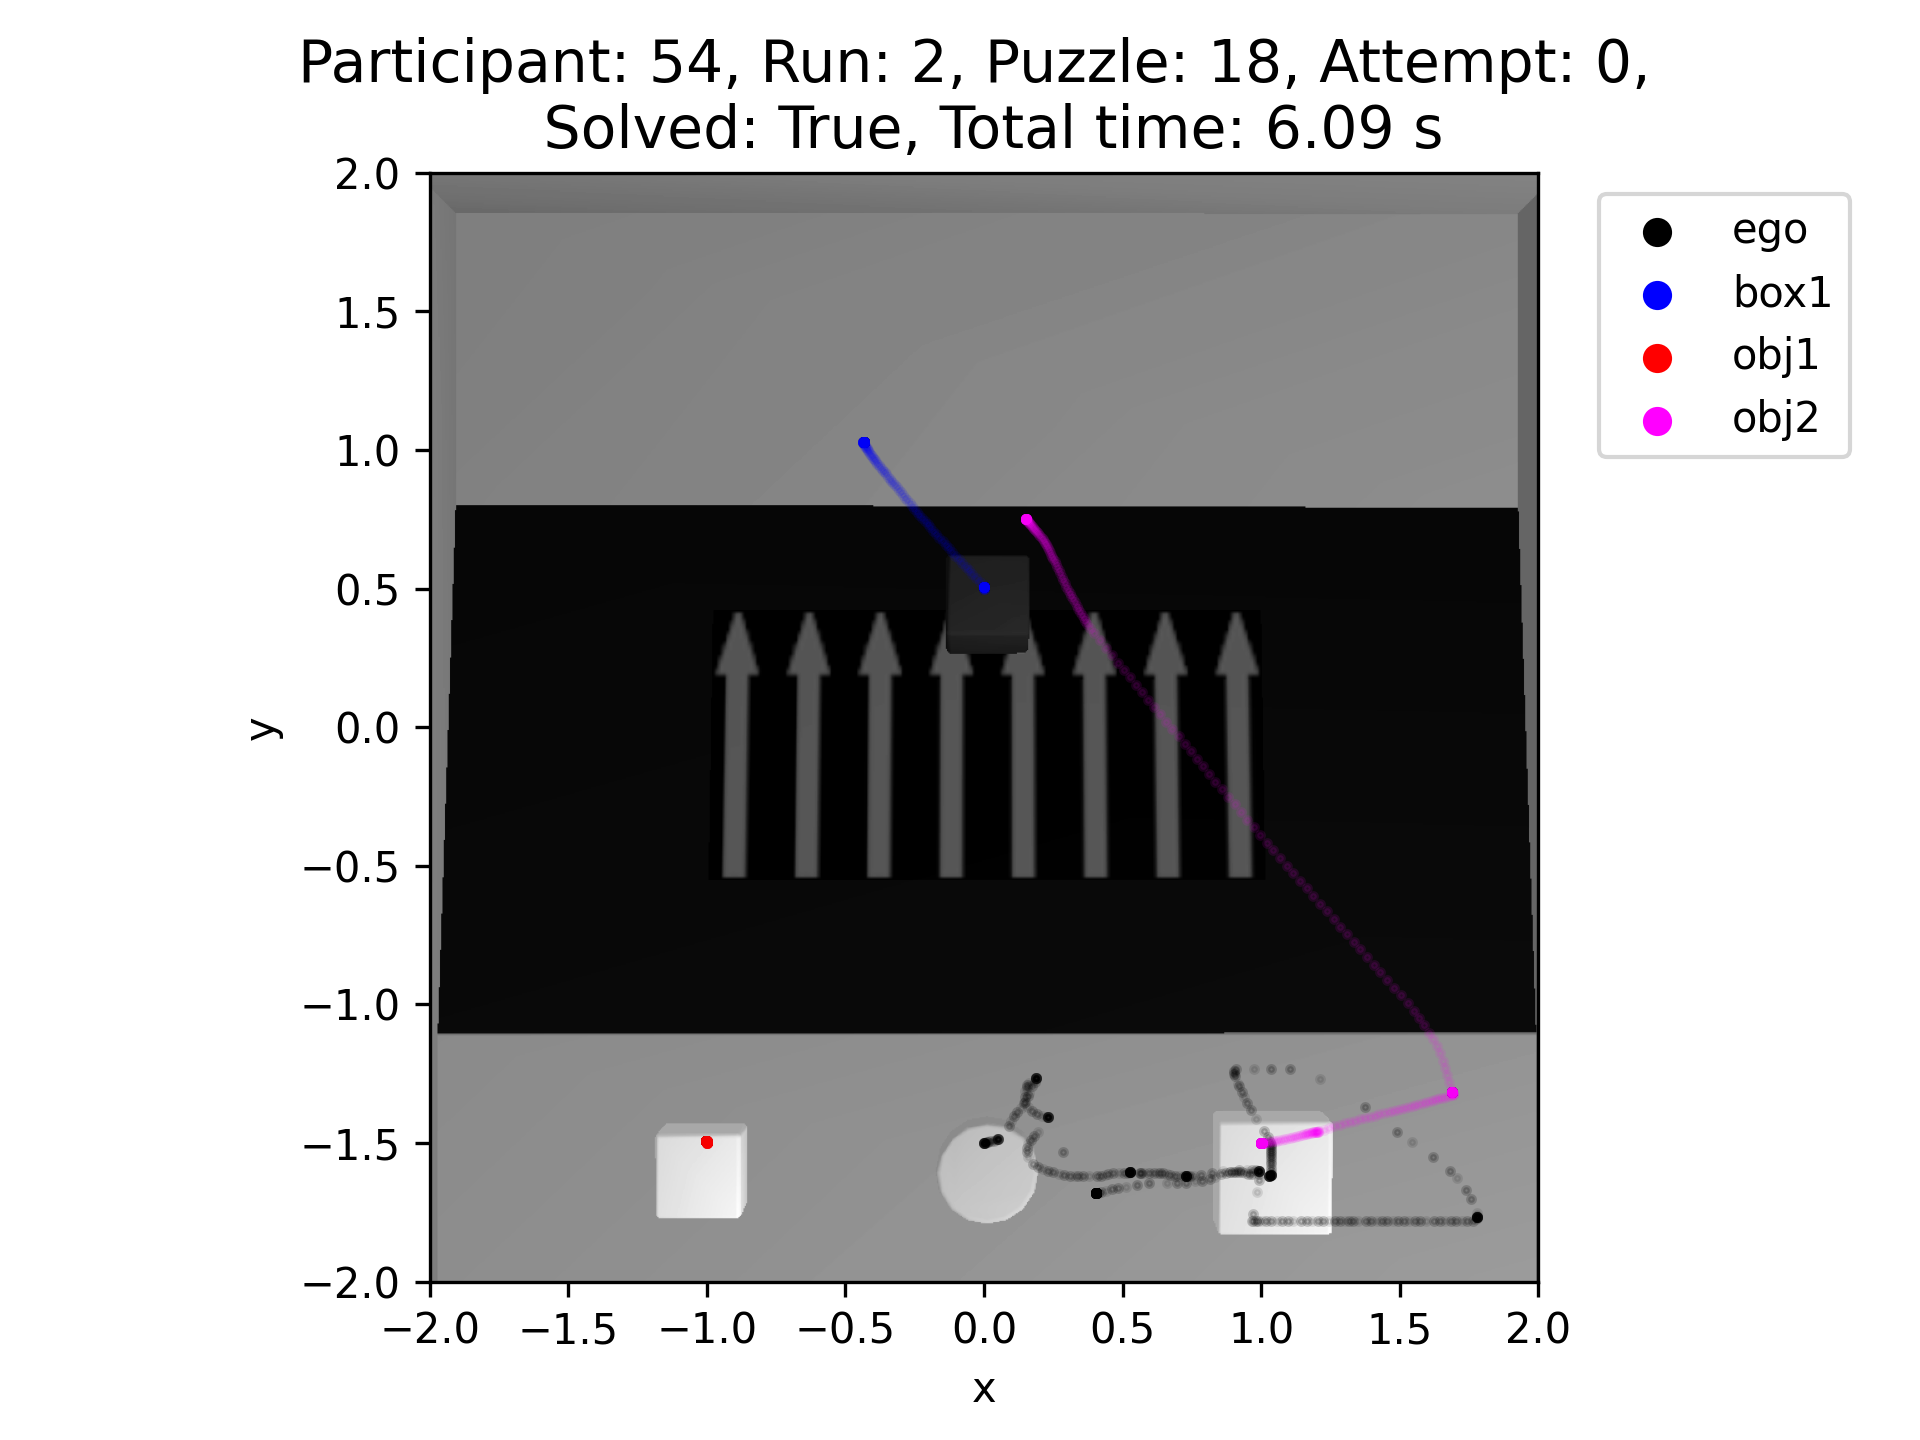 Participant: 54, Run: 2, Puzzle: 18, Attempt: 0,
Solved: True, Total time: 6.09 s
2.0
1.5
1.0
0.5
0.0
−0.5
−1.0
−1.5
−2.0
y
−2.0 −1.5 −1.0 −0.5 0.0 0.5 1.0 1.5 2.0
x
ego
box1
obj1
obj2